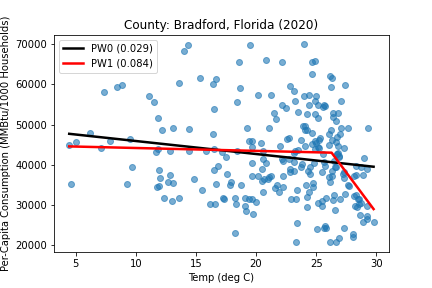 County: Bradford, Florida (2020)
Per-Capita Consumption (MMBtu/1000 Households)
70000
60000
50000
40000
30000
20000
PW0 (0.029)
PW1 (0.084)
5 10 15 20 25 30
Temp (deg C)